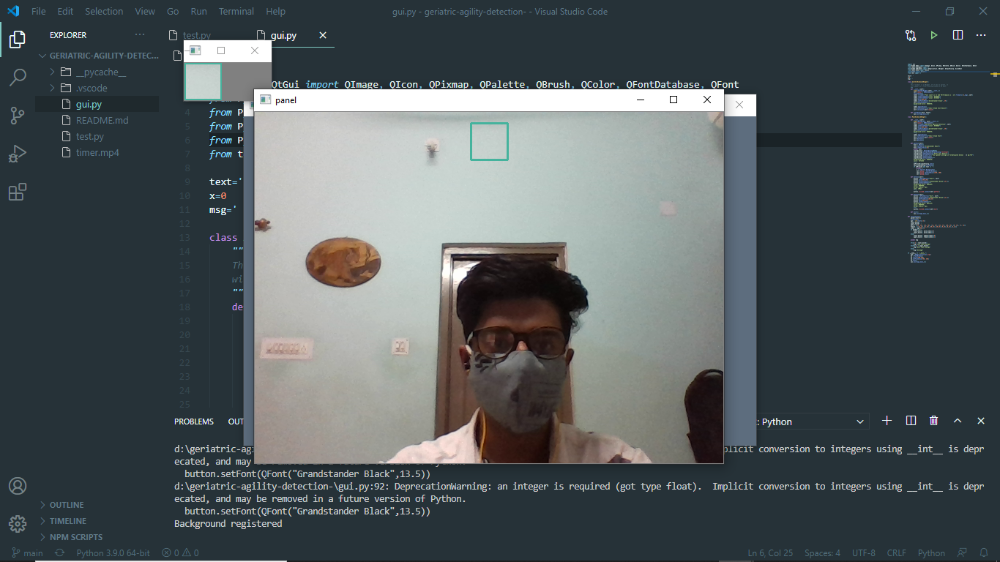 File Edit Selection View Go Run Terminal Help
gui.py - geriatric-agility-detection- - Visual Studio Code
EXPLORER
GERIATRIC-AGILITY-DETEC...
__pycache__
.vscode
gui.py
README.md
test.py
timer.mp4
OUTLINE
TIMELINE
NPM SCRIPTS
test.py
gui.py
QtGui import QImage, QIcon, QPixmap, QPalette, QBrush, QColor, QFontDatabase, QFont
panel
4 from P
5 from P
6 from P
7 from t
8
9 text='
10 x=0
11 msg='
12
13 class
14 """
15 Th
16 wi
17 ""
18 de
19
20
21
22
23
24
25
PROBLEMS OUT
: Python
d:\geriatric-ag
plicit conversion to integers using __int__ is depr
ecated, and may
button.setFont(QFont("Grandstander Black",13.5))
d:\geriatric-agility-detection-\gui.py:92: DeprecationWarning: an integer is required (got type float).  Implicit conversion to integers using __int__ is depr
ecated, and may be removed in a future version of Python.
button.setFont(QFont("Grandstander Black",13.5))
Background registered
main Python 3.9.0 64-bit 0 0 Ln 6, Col 25 Spaces: 4 UTF-8 CRLF Python